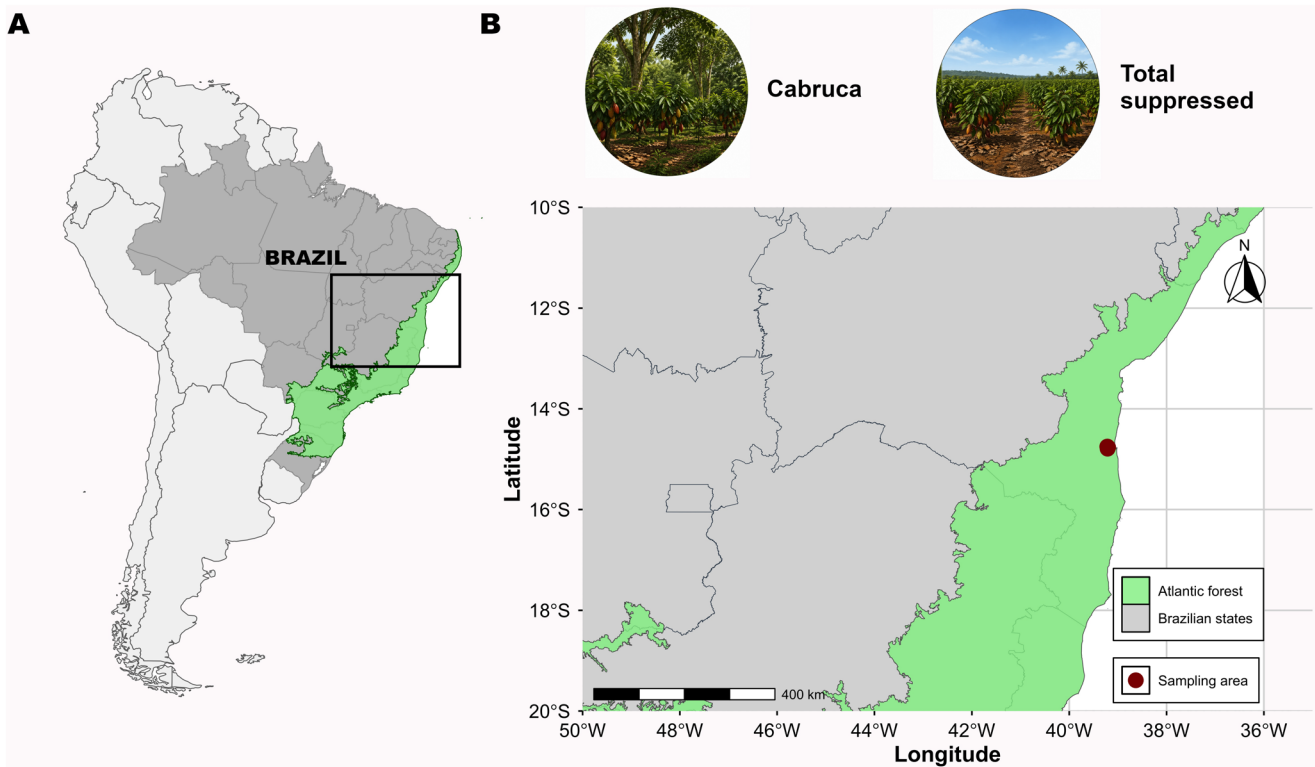 A
BRAZIL
B
Cabruca
Total
suppressed
10°S
12°S
14°S
16°S
18°S
20°S
Latitude
N
Atlantic forest
Brazilian states
Sampling area
400 km
50°W
48°W
46°W
44°W
42°W
40°W
38°W
36°W
Longitude